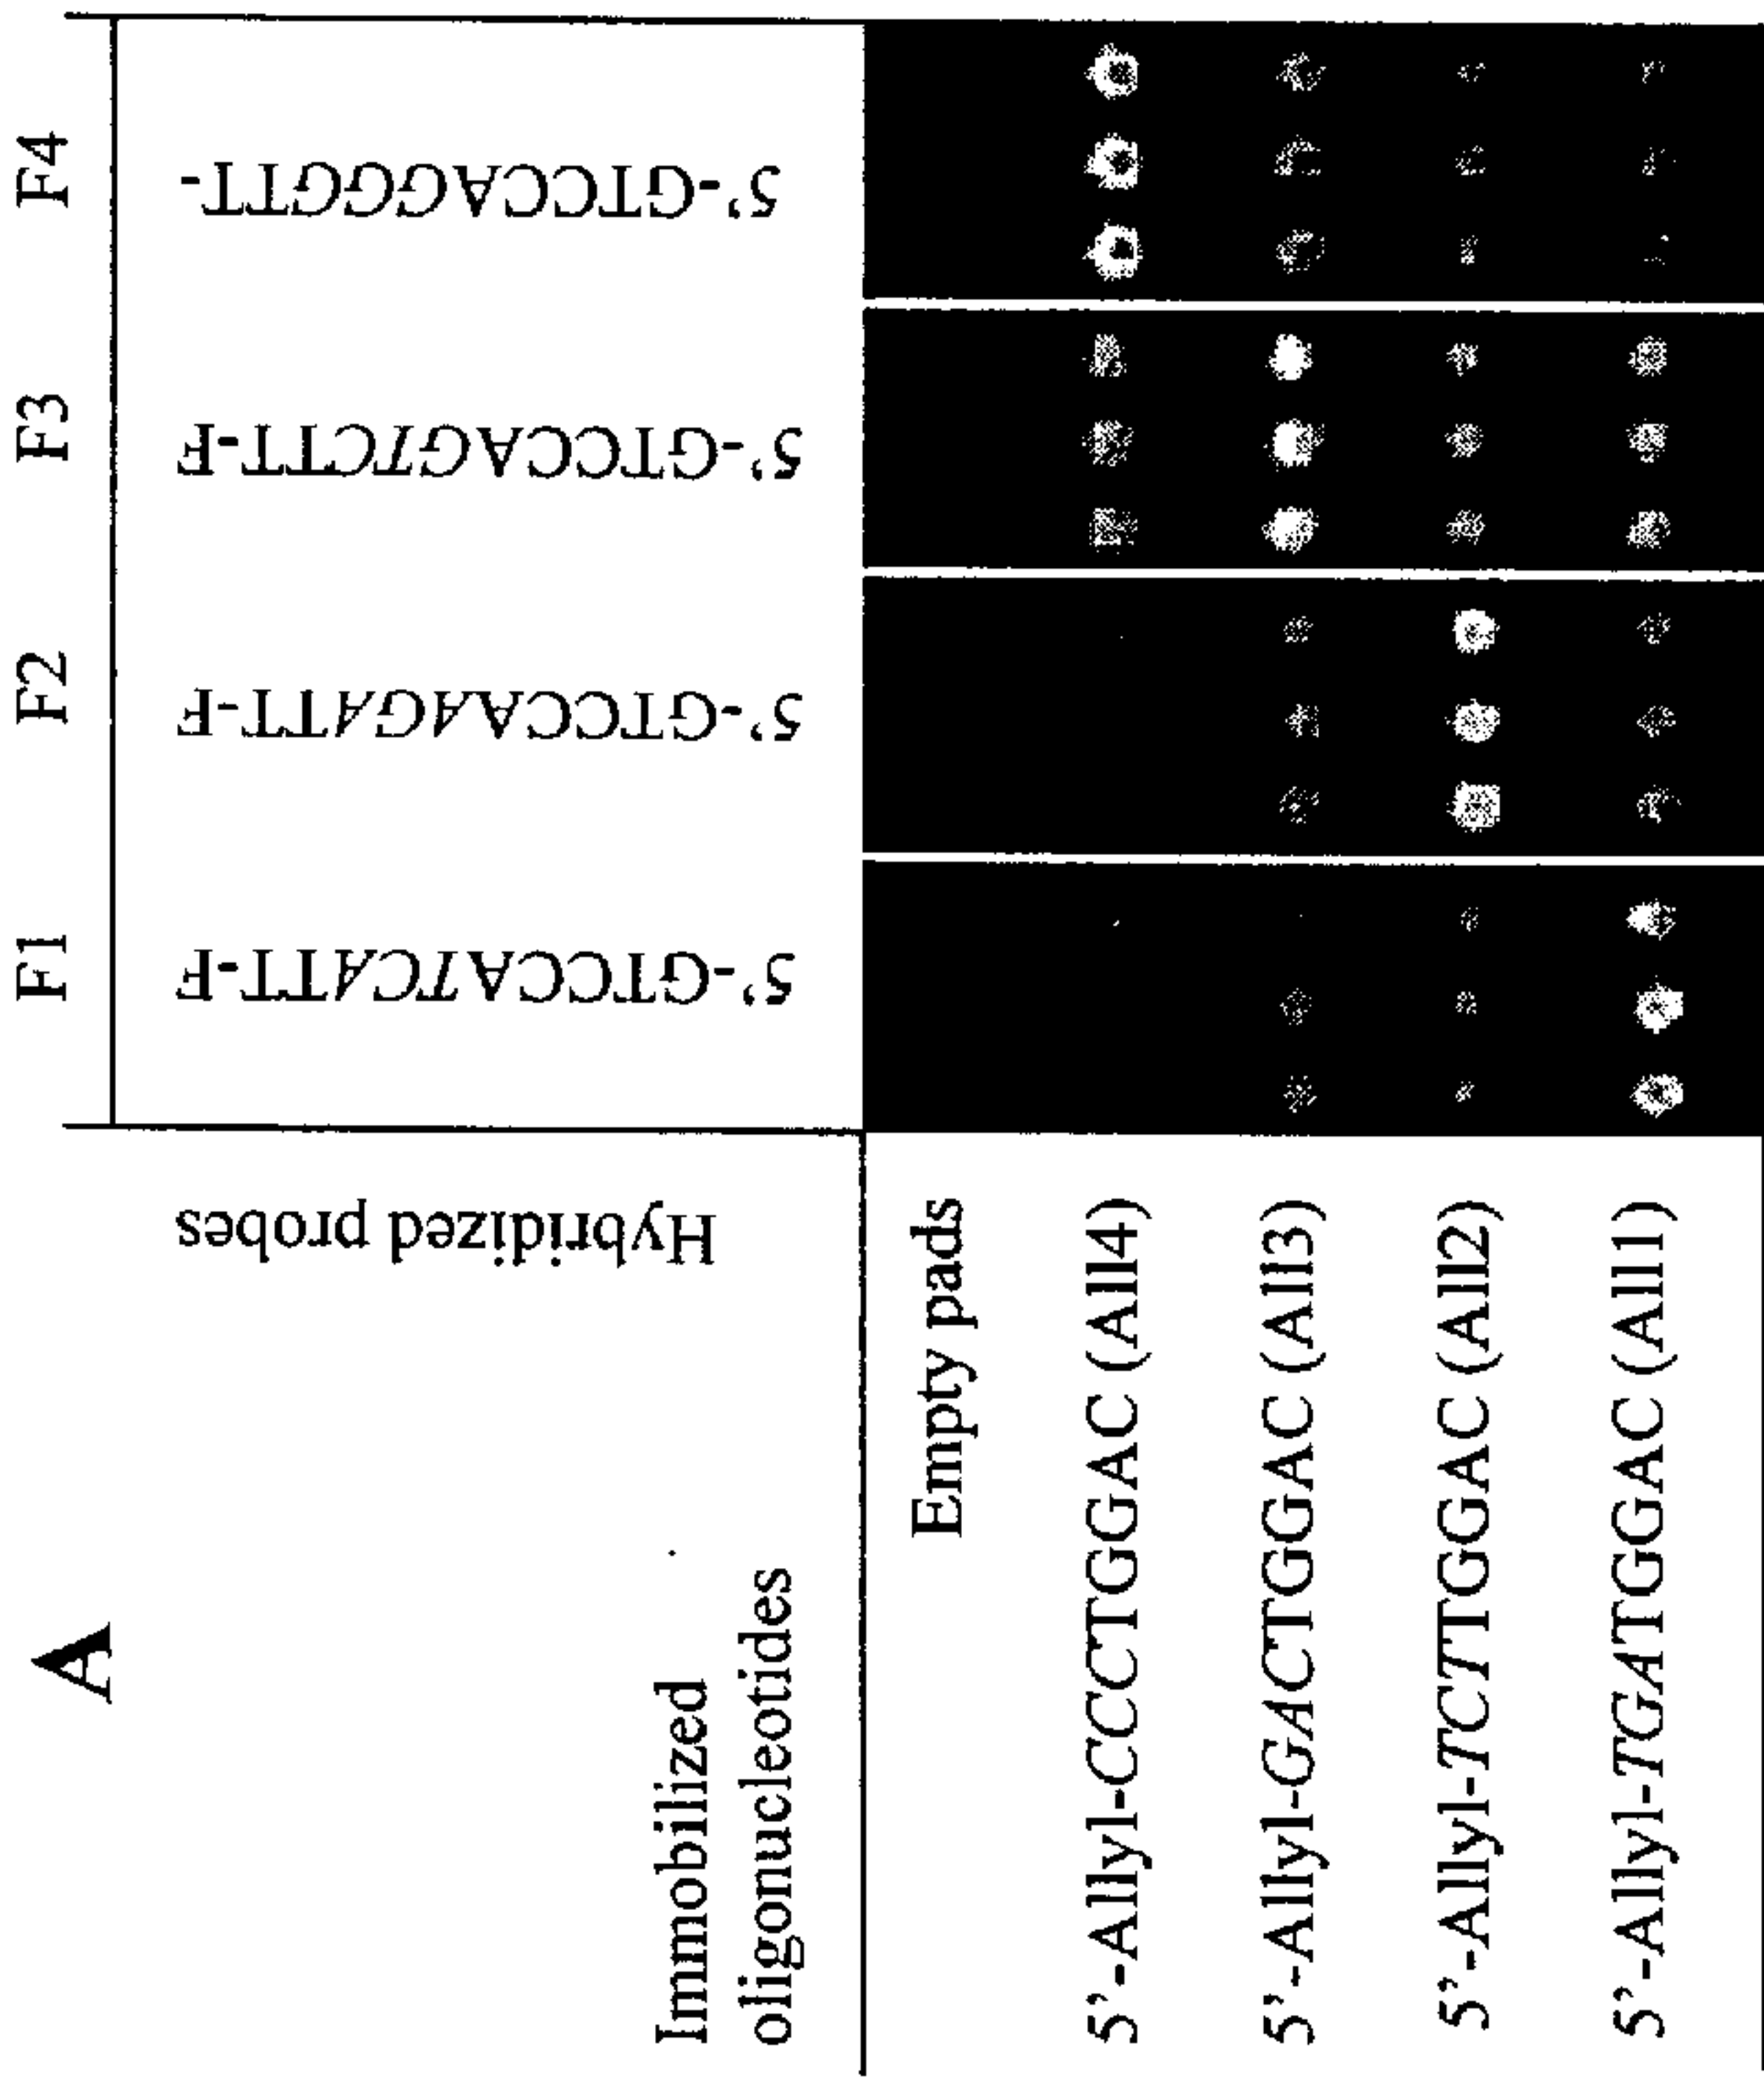 A
F1 F2 F3 F4
Hybridized probes
5’-GTCCATCATT-F
5’-GTCCAAGATT-F
5’-GTCCAGTCTT-F
5’-GTCCAGGGTT-
Immobilized
oligonucleotides
Empty pads
5’-Allyl-CCCTGGAC (All4)
5’-Allyl-GACTGGAC (All3)
5’-Allyl-TCTTGGAC (All2)
5’-Allyl-TGATGGAC (All1)